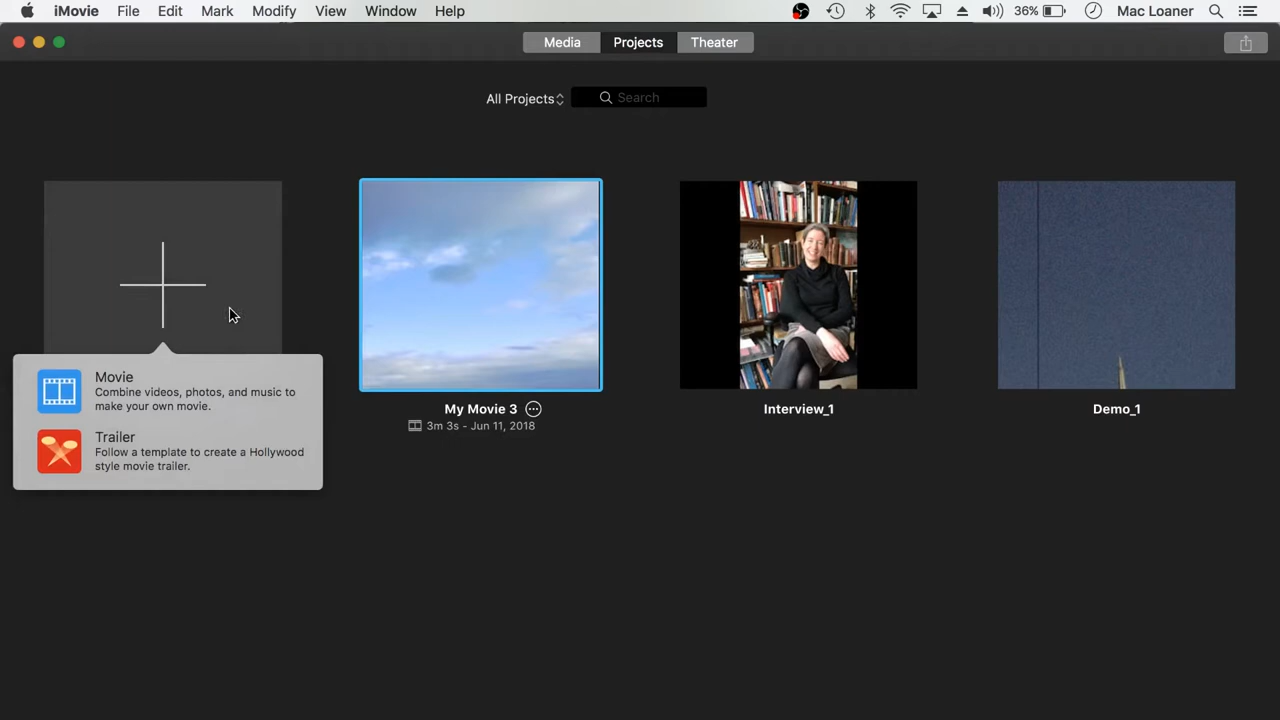 iMovie File Edit Mark Modify View Window Help 36% Mac Loaner
Media Projects Theater
All Projects Search
Movie
Combine videos, photos, and music to
make your own movie.
Trailer
Follow a template to create a Hollywood
style movie trailer.
My Movie 3
3m 3s - Jun 11, 2018
Interview_1
Demo_1